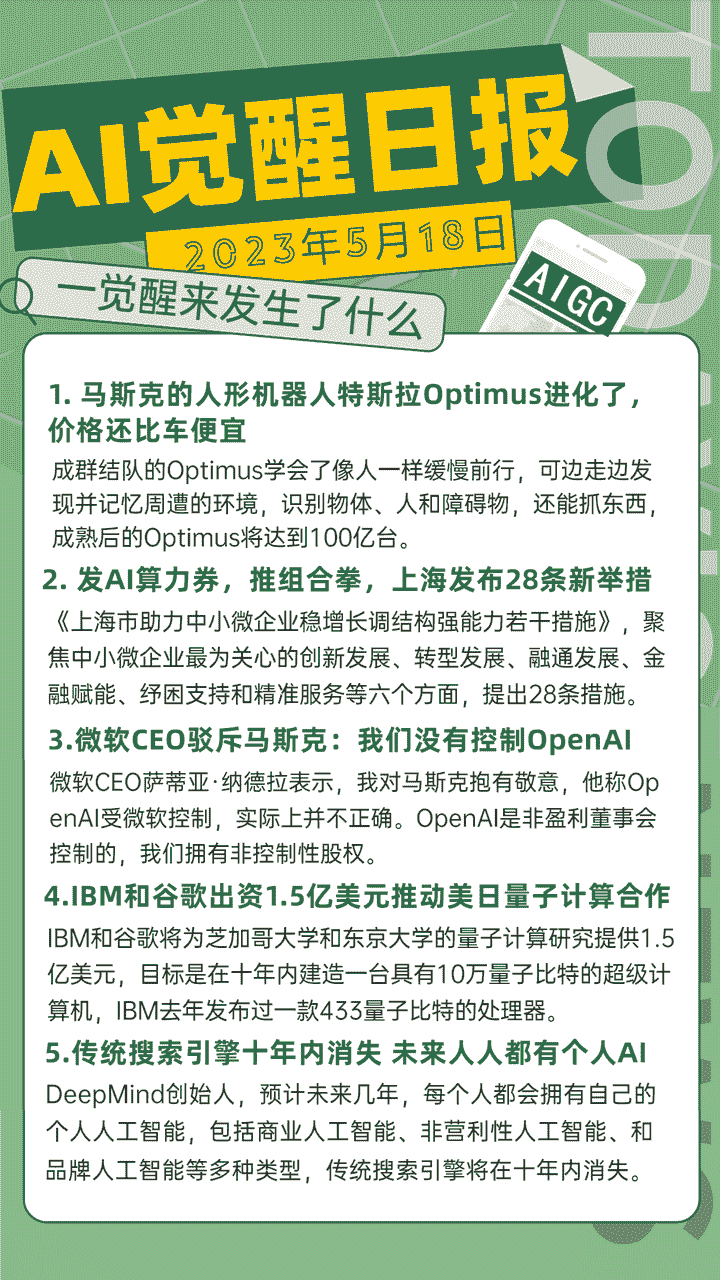 AI觉醒日报
2023年5月18日
一觉醒来发生了什么
AIGC
1. 马斯克的人形机器人特斯拉Optimus进化了，
价格还比车便宜
成群结队的Optimus学会了像人一样缓慢前行，可边走边发
现并记忆周遭的环境，识别物体、人和障碍物，还能抓东西，
成熟后的Optimus将达到100亿台。
2. 发AI算力券，推组合拳，上海发布28条新举措
《上海市助力中小微企业稳增长调结构强能力若干措施》，聚
焦中小微企业最为关心的创新发展、转型发展、融通发展、金
融赋能、纾困支持和精准服务等六个方面，提出28条措施。
3.微软CEO驳斥马斯克：我们没有控制OpenAI
微软CEO萨蒂亚·纳德拉表示，我对马斯克抱有敬意，他称Op
enAI受微软控制，实际上并不正确。OpenAI是非盈利董事会
控制的，我们拥有非控制性股权。
4.IBM和谷歌出资1.5亿美元推动美日量子计算合作
IBM和谷歌将为芝加哥大学和东京大学的量子计算研究提供1.5
亿美元，目标是在十年内建造一台具有10万量子比特的超级计
算机，IBM去年发布过一款433量子比特的处理器。
5.传统搜索引擎十年内消失 未来人人都有个人AI
DeepMind创始人，预计未来几年，每个人都会拥有自己的
个人人工智能，包括商业人工智能、非营利性人工智能、和
品牌人工智能等多种类型，传统搜索引擎将在十年内消失。